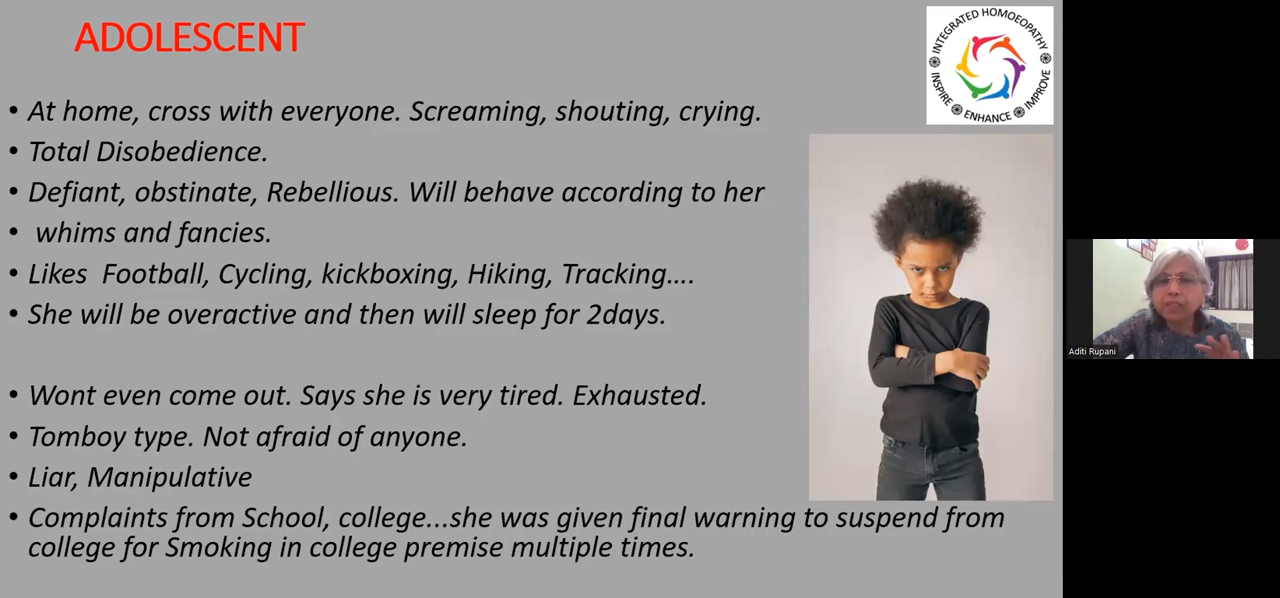 ADOLESCENT
INTEGRATED HOMOEOPATHY
INSPIRE ENHANCE IMPROVE
• At home, cross with everyone. Screaming, shouting, crying.
• Total Disobedience.
• Defiant, obstinate, Rebellious. Will behave according to her
• whims and fancies.
• Likes Football, Cycling, kickboxing, Hiking, Tracking....
• She will be overactive and then will sleep for 2days.
• Wont even come out. Says she is very tired. Exhausted.
• Tomboy type. Not afraid of anyone.
• Liar, Manipulative
• Complaints from School, college...she was given final warning to suspend from
college for Smoking in college premise multiple times.
Aditi Rupani